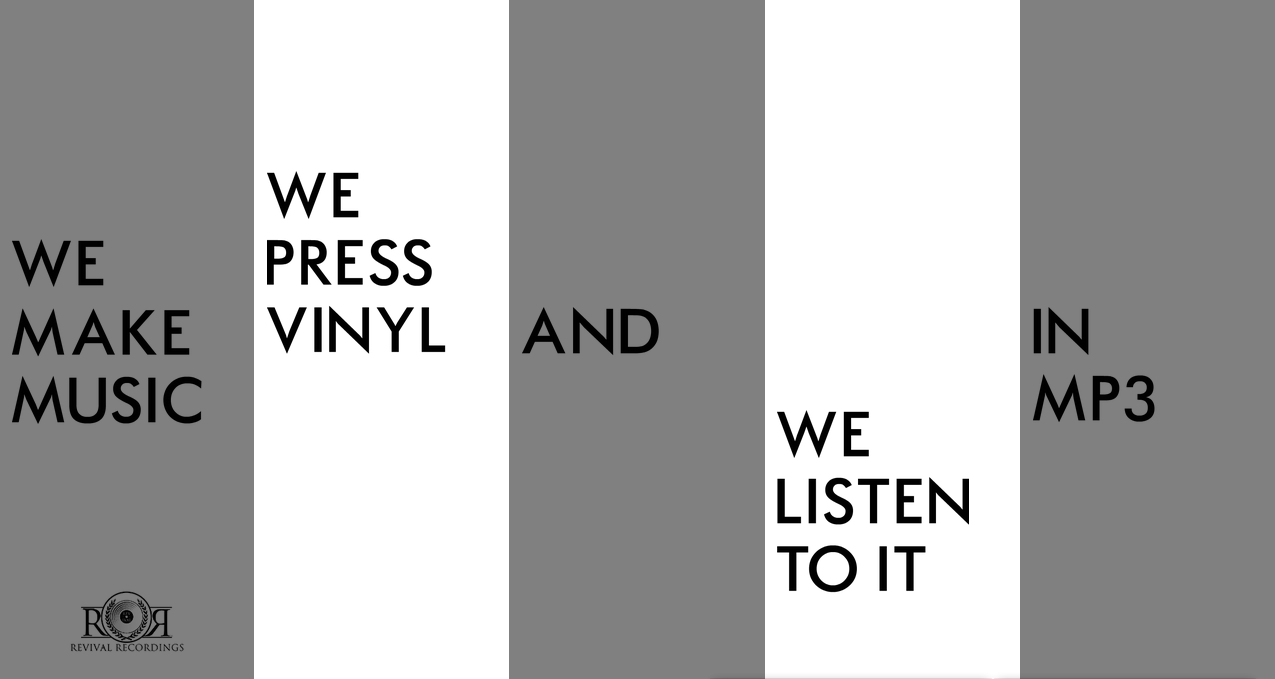 WE
MAKE
MUSIC
WE
PRESS
VINYL
AND
WE
LISTEN
TO IT
IN
MP3
RR
REVIVAL RECORDINGS